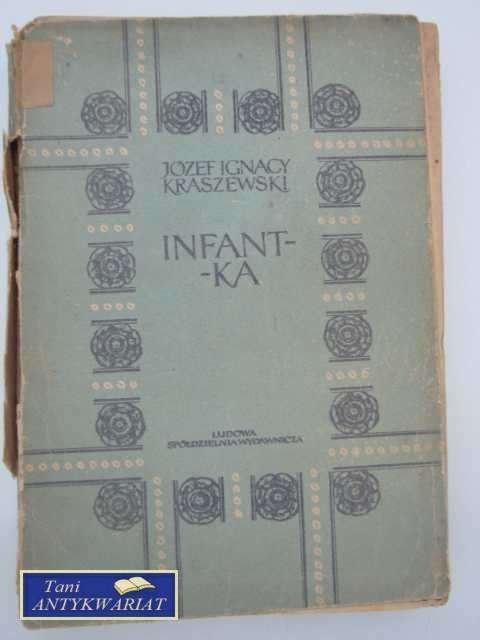 JÓZEF IGNACY
KRASZEWSKI
INFANT-
-KA
LUDOWA
SPÓŁDZIELNIA WYDAWNICZA
Tani
ANTYKWARIAT